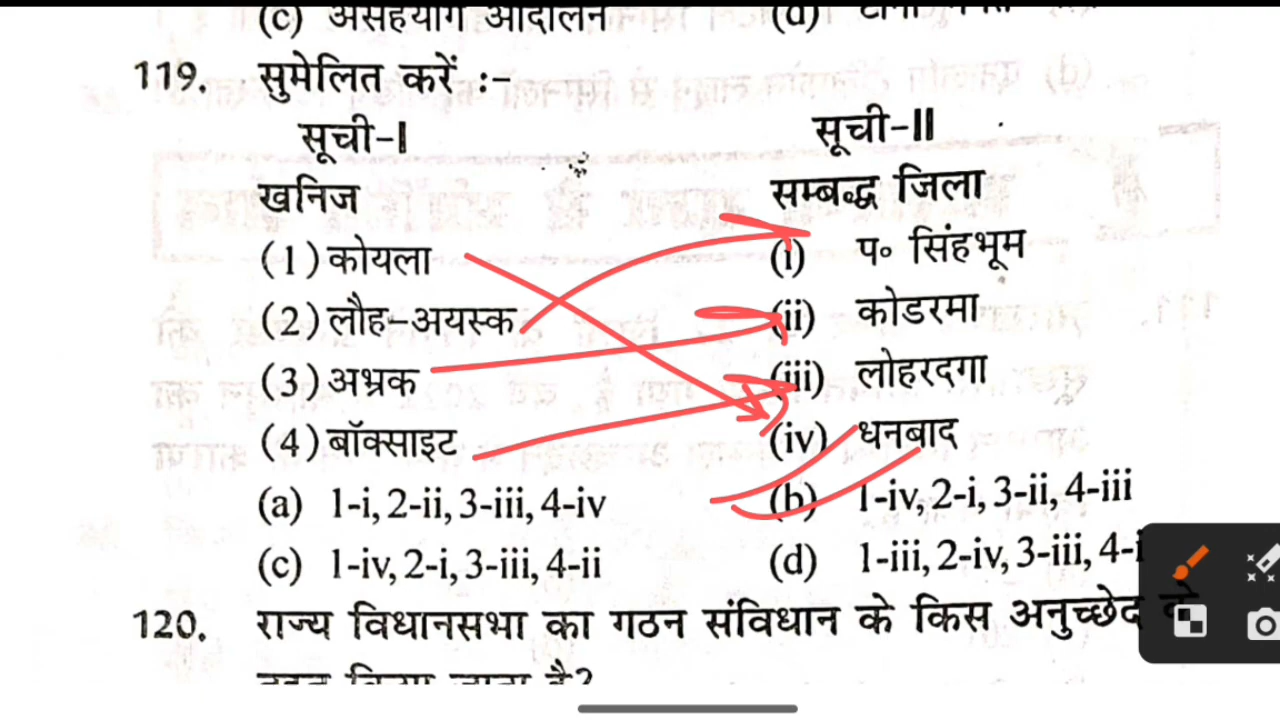 (c) असहयोग आंदोलन (d)
119. सुमेलित करें :-
सूची-I सूची-II
खनिज सम्बद्ध जिला
(1) कोयला (i) प० सिंहभूम
(2) लौह-अयस्क (ii) कोडरमा
(3) अभ्रक (iii) लोहरदगा
(4) बॉक्साइट (iv) धनबाद
(a) 1-i, 2-ii, 3-iii, 4-iv (b) 1-iv, 2-i, 3-ii, 4-iii
(c) 1-iv, 2-i, 3-iii, 4-ii (d) 1-iii, 2-iv, 3-iii, 4-i
120. राज्य विधानसभा का गठन संविधान के किस अनुच्छेद के